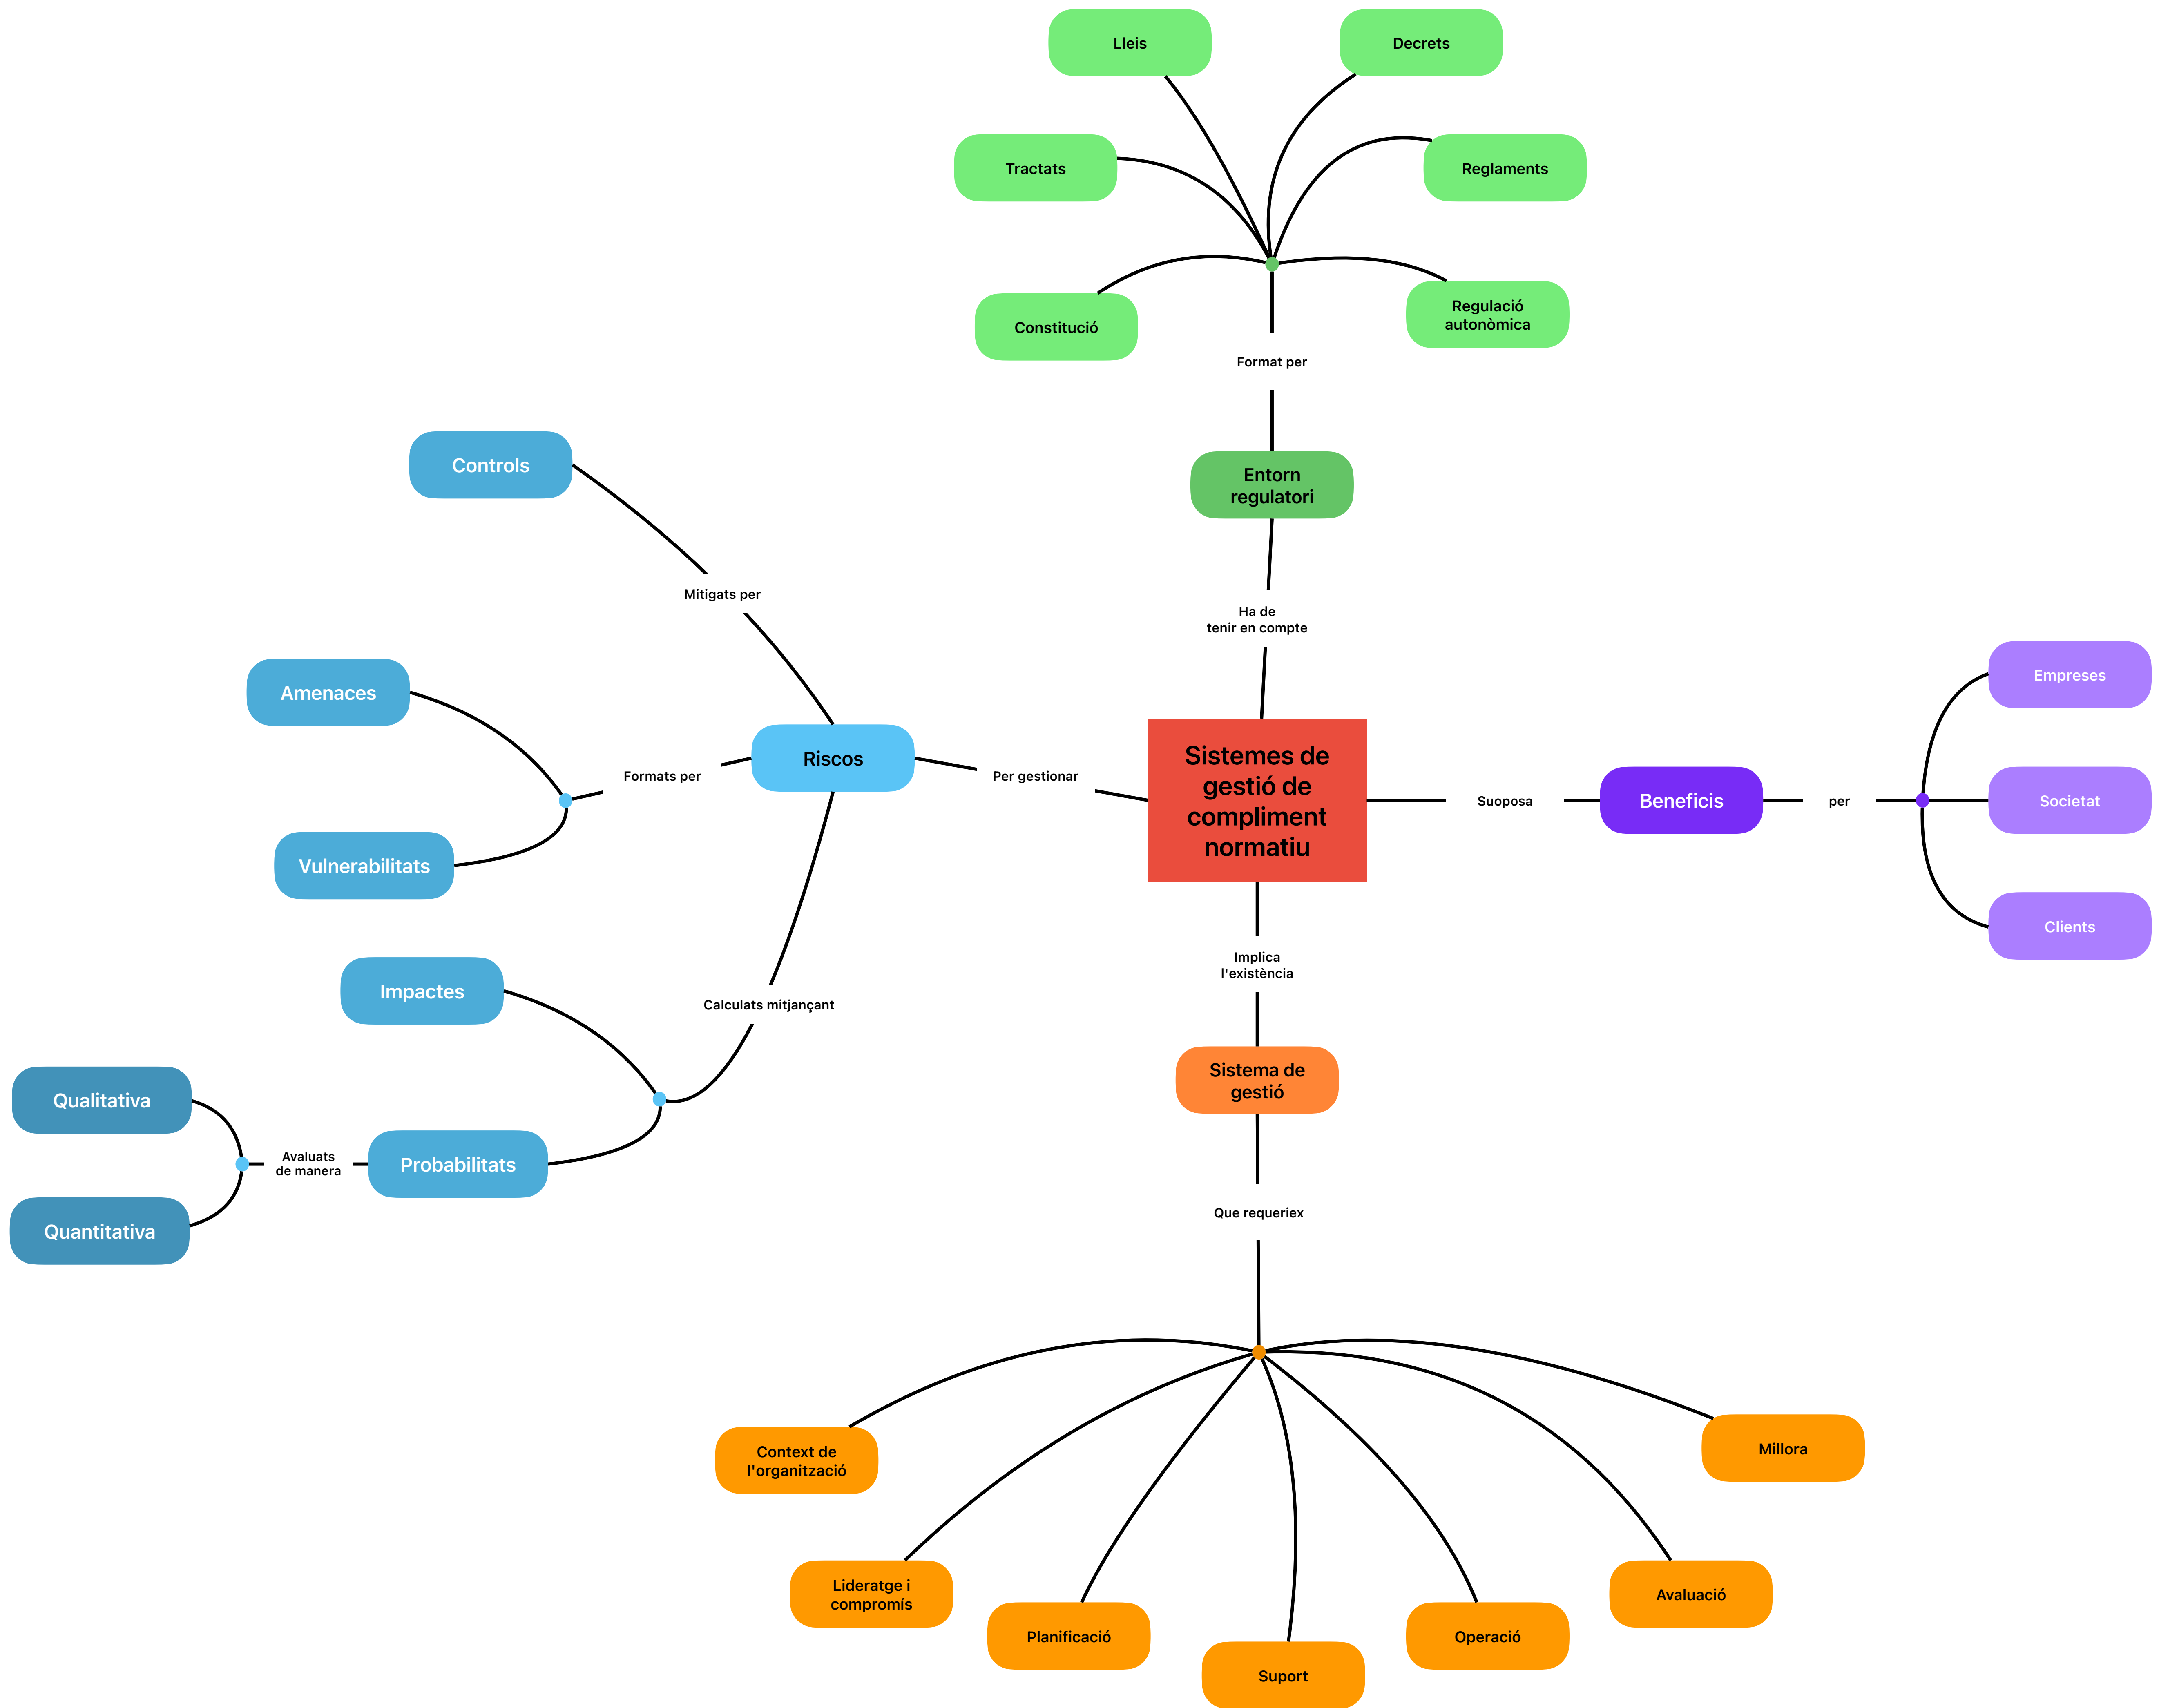 Lleis
Decrets
Tractats
Reglaments
Constitució
Regulació
autonòmica
Format per
Entorn
regulatori
Ha de
tenir en compte
Controls
Mitigats per
Amenaces
Formats per
Vulnerabilitats
Riscos
Per gestionar
Sistemes de
gestió de
compliment
normatiu
Suoposa
Beneficis
per
Empreses
Societat
Clients
Impactes
Calculats mitjançant
Qualitativa
Avaluats
de manera
Probabilitats
Quantitativa
Implica
l'existència
Sistema de
gestió
Que requeriex
Context de
l'organització
Lideratge i
compromís
Planificació
Suport
Operació
Avaluació
Millora